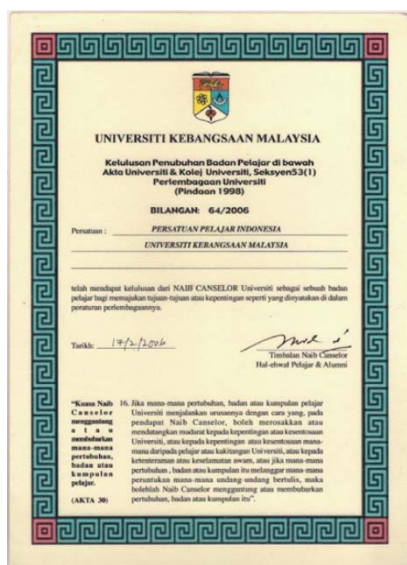 UNIVERSITI KEBANGSAAN MALAYSIA
Kelulusan Penubuhan Badan Pelajar di bawah
Akta Universiti & Kolej Universiti, Seksyen53(1)
Perlembagaan Universiti
(Pindaan 1998)
BILANGAN: 64/2006
Persatuan : PERSATUAN PELAJAR INDONESIA
UNIVERSITI KEBANGSAAN MALAYSIA
telah mendapat kelulusan dari NAIB CANSELOR Universiti sebagai sebuah badan
pelajar bagi memajukan tujuan-tujuan atau kepentingan seperti yang dinyatakan di dalam
peraturan perlembagaannya.
Tarikh: 17/2/2006
Timbalan Naib Canselor
Hal-ehwal Pelajar & Alumni
"Kuasa Naib
Canselor
menggantung
atau
membubarkan
mana-mana
pertubuhan,
badan atau
kumpulan
pelajar.
(AKTA 30)
16. Jika mana-mana pertubuhan, badan atau kumpulan pelajar
Universiti menjalankan urusannya dengan cara yang, pada
pendapat Naib Canselor, boleh merosakkan atau
mendatangkan mudarat kepada kepentingan atau kesentosaan
Universiti, atau kepada kepentingan atau kesentosaan mana-
mana daripada pelajar atau kakitangan Universiti, atau kepada
ketenteraman atau keselamatan awam, atau jika mana-mana
pertubuhan , badan atau kumpulan itu melanggar mana-mana
peruntukan mana-mana undang-undang bertulis, maka
bolehlah Naib Canselor menggantung atau membubarkan
pertubuhan, badan atau kumpulan itu".